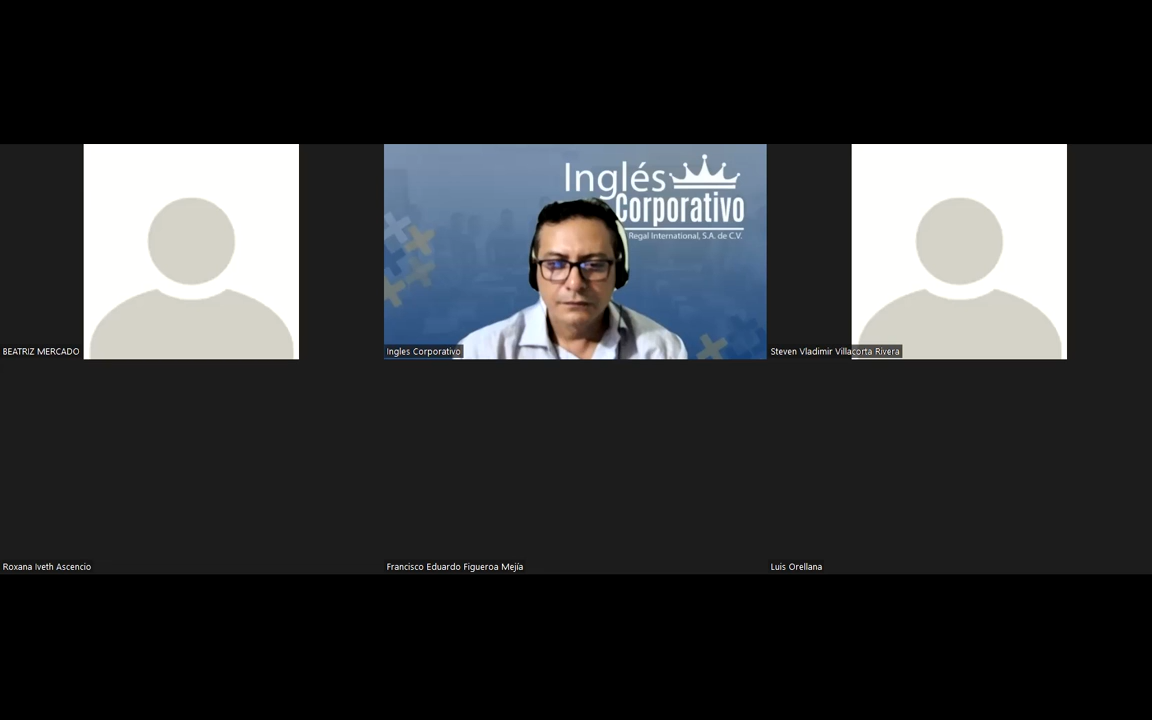 Inglés
Corporativo
Regal International, S.A. de C.V.
BEATRIZ MERCADO
Ingles Corporativo
Steven Vladimir Villacorta Rivera
Roxana Iveth Ascencio
Francisco Eduardo Figueroa Mejía
Luis Orellana